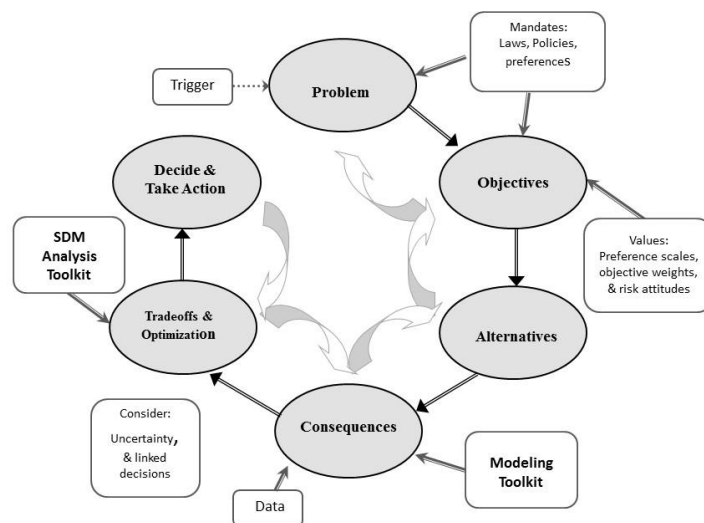 Mandates:
Laws, Policies,
preferences
Trigger
Problem
Decide &
Take Action
Objectives
SDM
Analysis
Toolkit
Values:
Preference scales,
objective weights,
& risk attitudes
Tradeoffs &
Optimization
Alternatives
Consider:
Uncertainty,
& linked
decisions
Consequences
Modeling
Toolkit
Data